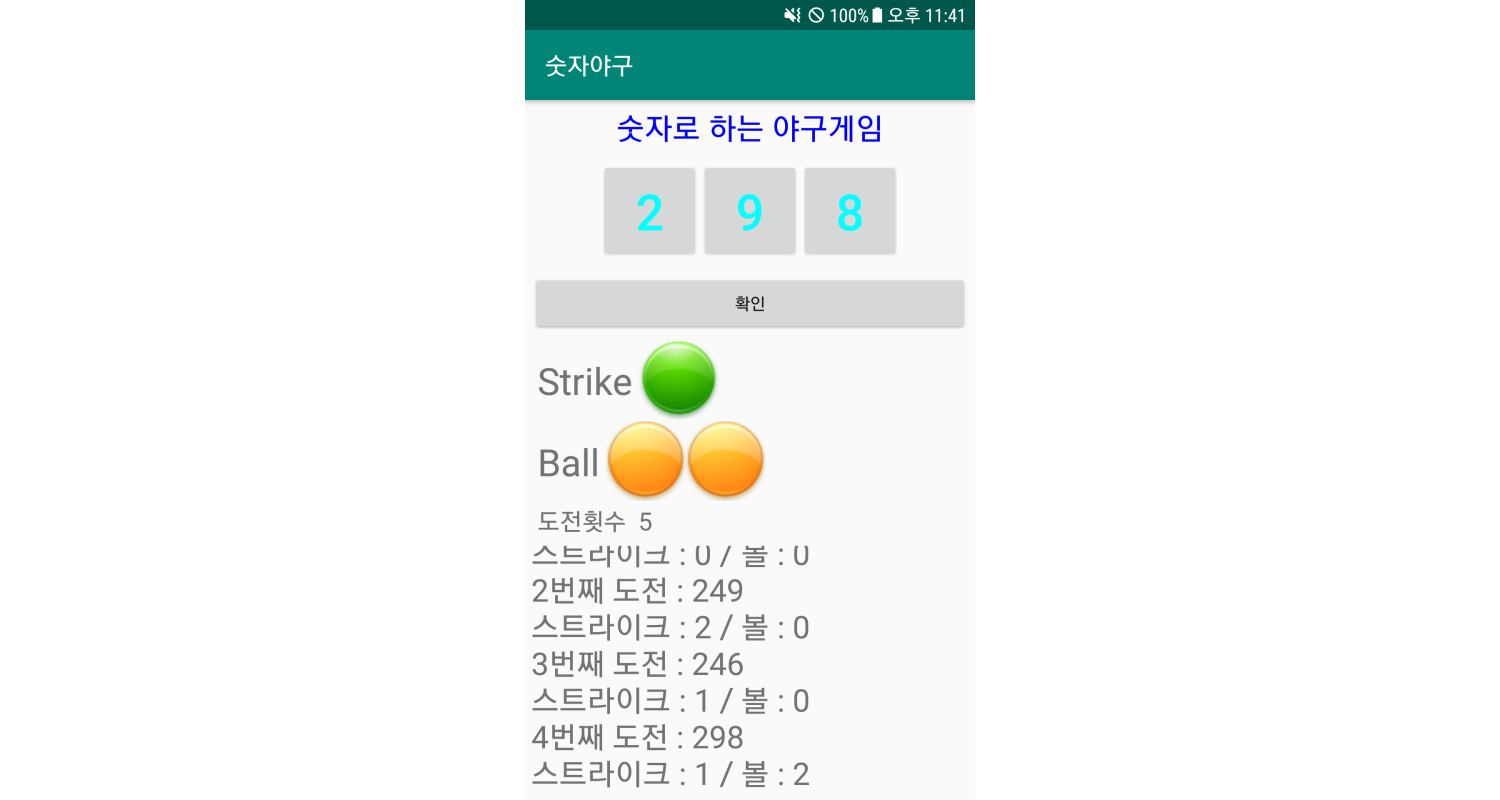 100% 오후 11:41
숫자야구
숫자로 하는 야구게임
2 9 8
확인
Strike
Ball
도전횟수 5
스트라이크 : 0 / 볼 : 0
2번째 도전 : 249
스트라이크 : 2 / 볼 : 0
3번째 도전 : 246
스트라이크 : 1 / 볼 : 0
4번째 도전 : 298
스트라이크 : 1 / 볼 : 2